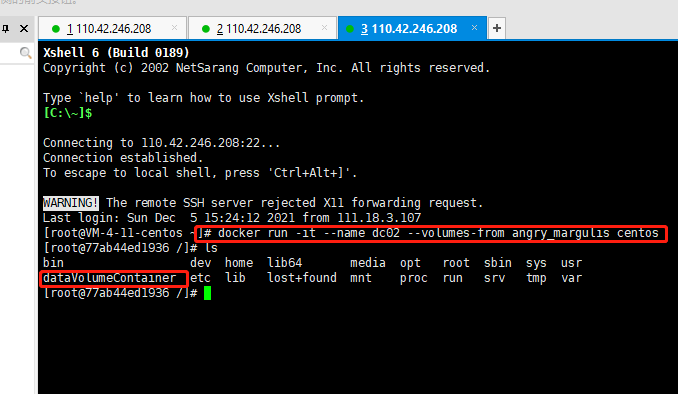 1 110.42.246.208 × 2 110.42.246.208 × 3 110.42.246.208 × +
Xshell 6 (Build 0189)
Copyright (c) 2002 NetSarang Computer, Inc. All rights reserved.
Type `help' to learn how to use Xshell prompt.
[C:\~]$
Connecting to 110.42.246.208:22...
Connection established.
To escape to local shell, press 'Ctrl+Alt+]'.
WARNING! The remote SSH server rejected X11 forwarding request.
Last login: Sun Dec  5 15:24:12 2021 from 111.18.3.107
[root@VM-4-11-centos ~]# docker run -it --name dc02 --volumes-from angry_margulis centos
[root@77ab44ed1936 /]# ls
bin                  dev  home  lib64       media  opt   root  sbin  sys  usr
dataVolumeContainer  etc  lib   lost+found  mnt    proc  run   srv   tmp  var
[root@77ab44ed1936 /]#